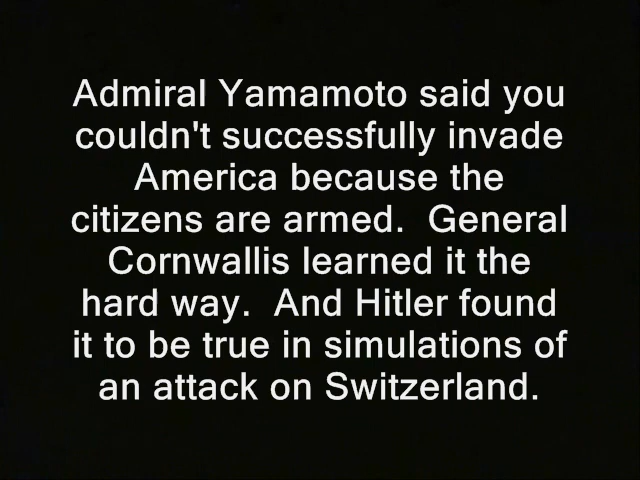 Admiral Yamamoto said you
couldn't successfully invade
America because the
citizens are armed.  General
Cornwallis learned it the
hard way.  And Hitler found
it to be true in simulations of
an attack on Switzerland.